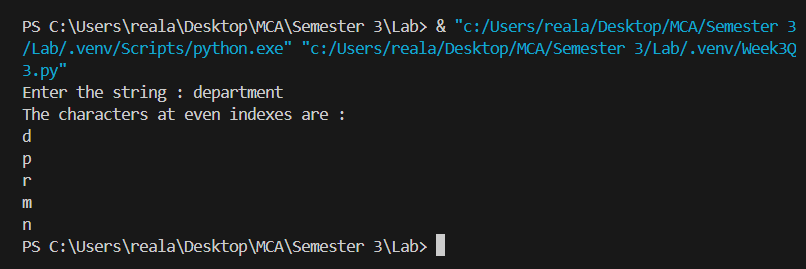 PS C:\Users\reala\Desktop\MCA\Semester 3\Lab> & "c:/Users/reala/Desktop/MCA/Semester 3
/Lab/.venv/Scripts/python.exe" "c:/Users/reala/Desktop/MCA/Semester 3/Lab/.venv/Week3Q
3.py"
Enter the string : department
The characters at even indexes are :
d
p
r
m
n
PS C:\Users\reala\Desktop\MCA\Semester 3\Lab>